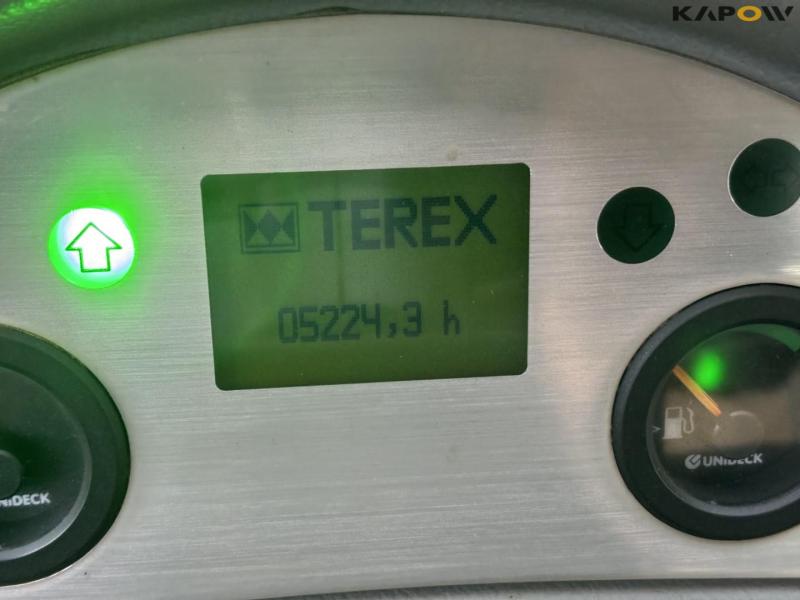 KAPOW
TEREX
05224,3 h
UNIDECK
UNIDECK